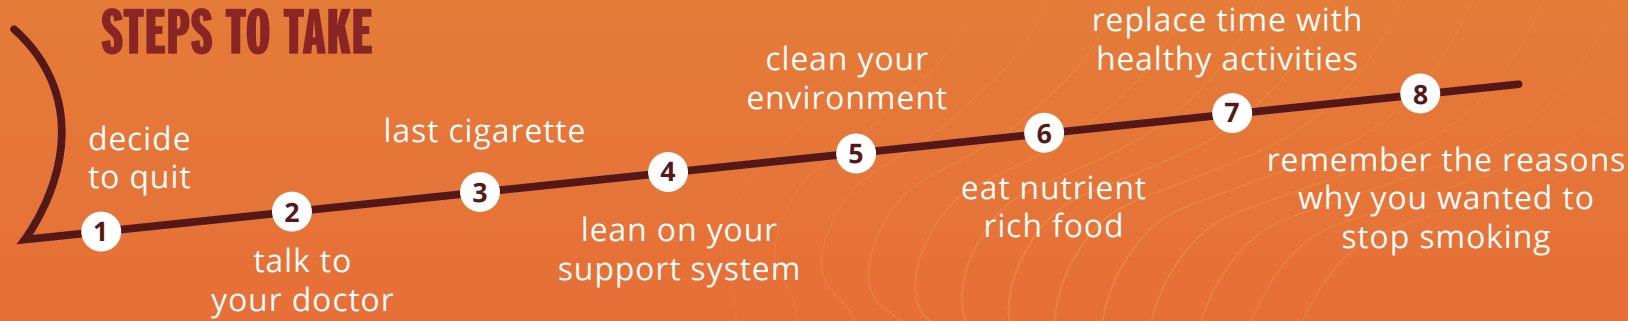 STEPS TO TAKE
1
decide
to quit
2
talk to
your doctor
3
last cigarette
4
lean on your
support system
5
clean your
environment
6
eat nutrient
rich food
7
replace time with
healthy activities
8
remember the reasons
why you wanted to
stop smoking